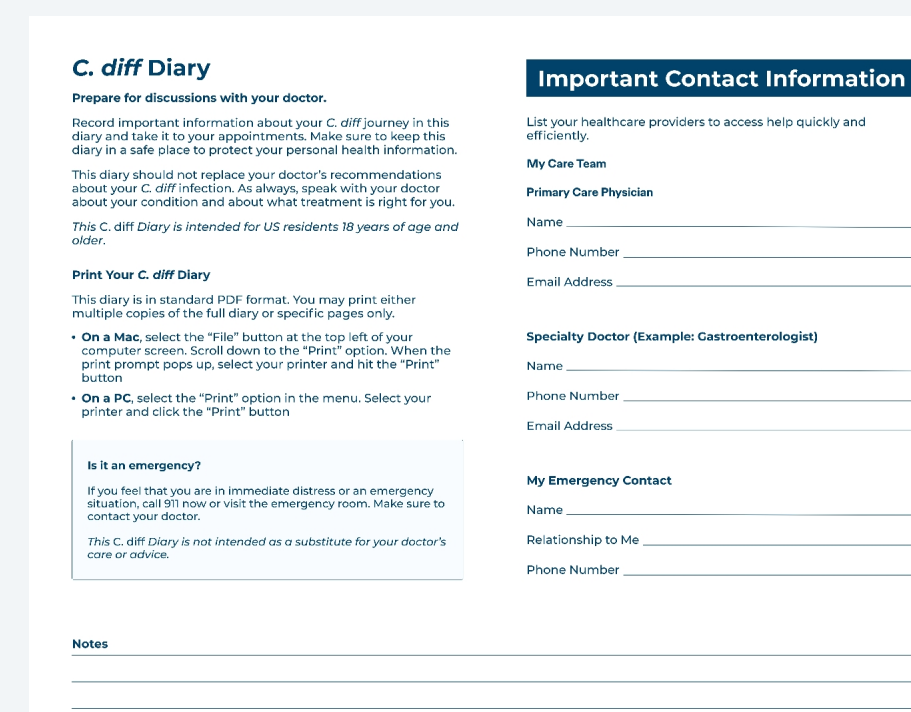 C. diff Diary
Prepare for discussions with your doctor.
Record important information about your C. diff journey in this
diary and take it to your appointments. Make sure to keep this
diary in a safe place to protect your personal health information.
This diary should not replace your doctor's recommendations
about your C. diff infection. As always, speak with your doctor
about your condition and about what treatment is right for you.
This C. diff Diary is intended for US residents 18 years of age and
older.
Print Your C. diff Diary
This diary is in standard PDF format. You may print either
multiple copies of the full diary or specific pages only.
• On a Mac, select the “File” button at the top left of your
computer screen. Scroll down to the “Print” option. When the
print prompt pops up, select your printer and hit the “Print”
button
• On a PC, select the “Print” option in the menu. Select your
printer and click the “Print” button
Is it an emergency?
If you feel that you are in immediate distress or an emergency
situation, call 911 now or visit the emergency room. Make sure to
contact your doctor.
This C. diff Diary is not intended as a substitute for your doctor's
care or advice.
Important Contact Information
List your healthcare providers to access help quickly and
efficiently.
My Care Team
Primary Care Physician
Name
Phone Number
Email Address
Specialty Doctor (Example: Gastroenterologist)
Name
Phone Number
Email Address
My Emergency Contact
Name
Relationship to Me
Phone Number
Notes